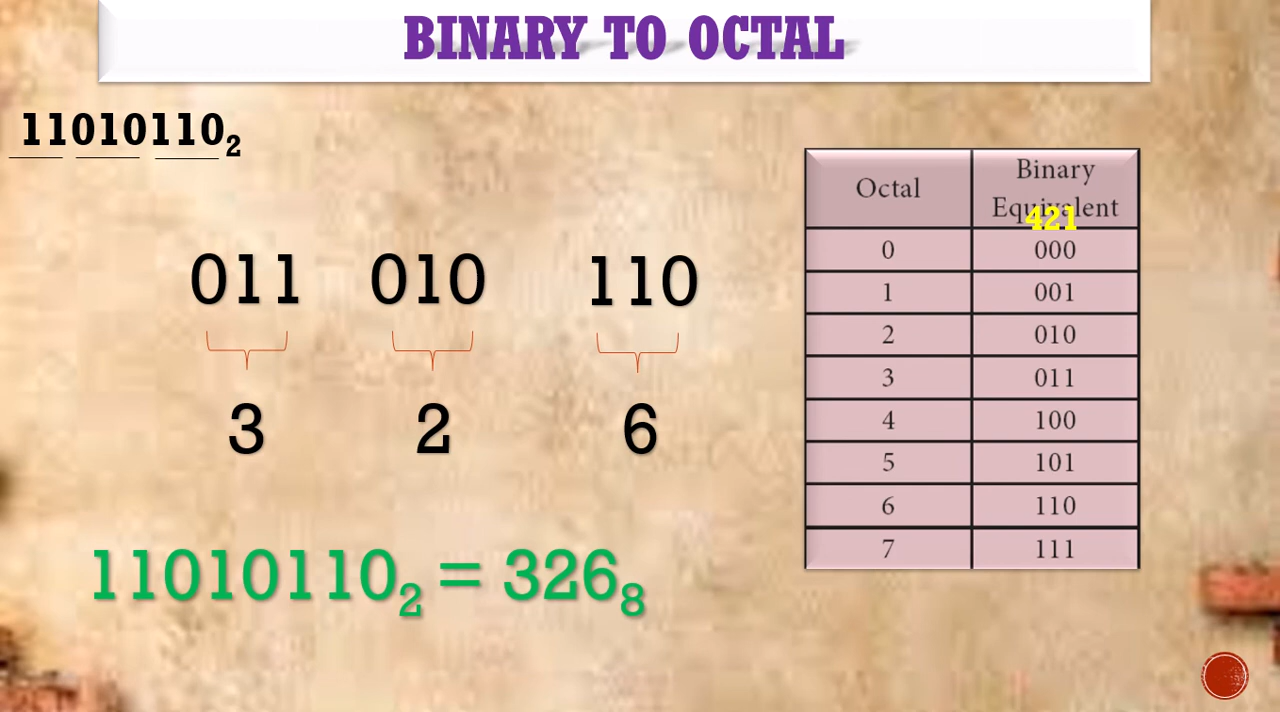 BINARY TO OCTAL
11010110₂
011 010 110
3 2 6
11010110₂ = 326₈
Octal Binary Equivalent
421
0 000
1 001
2 010
3 011
4 100
5 101
6 110
7 111